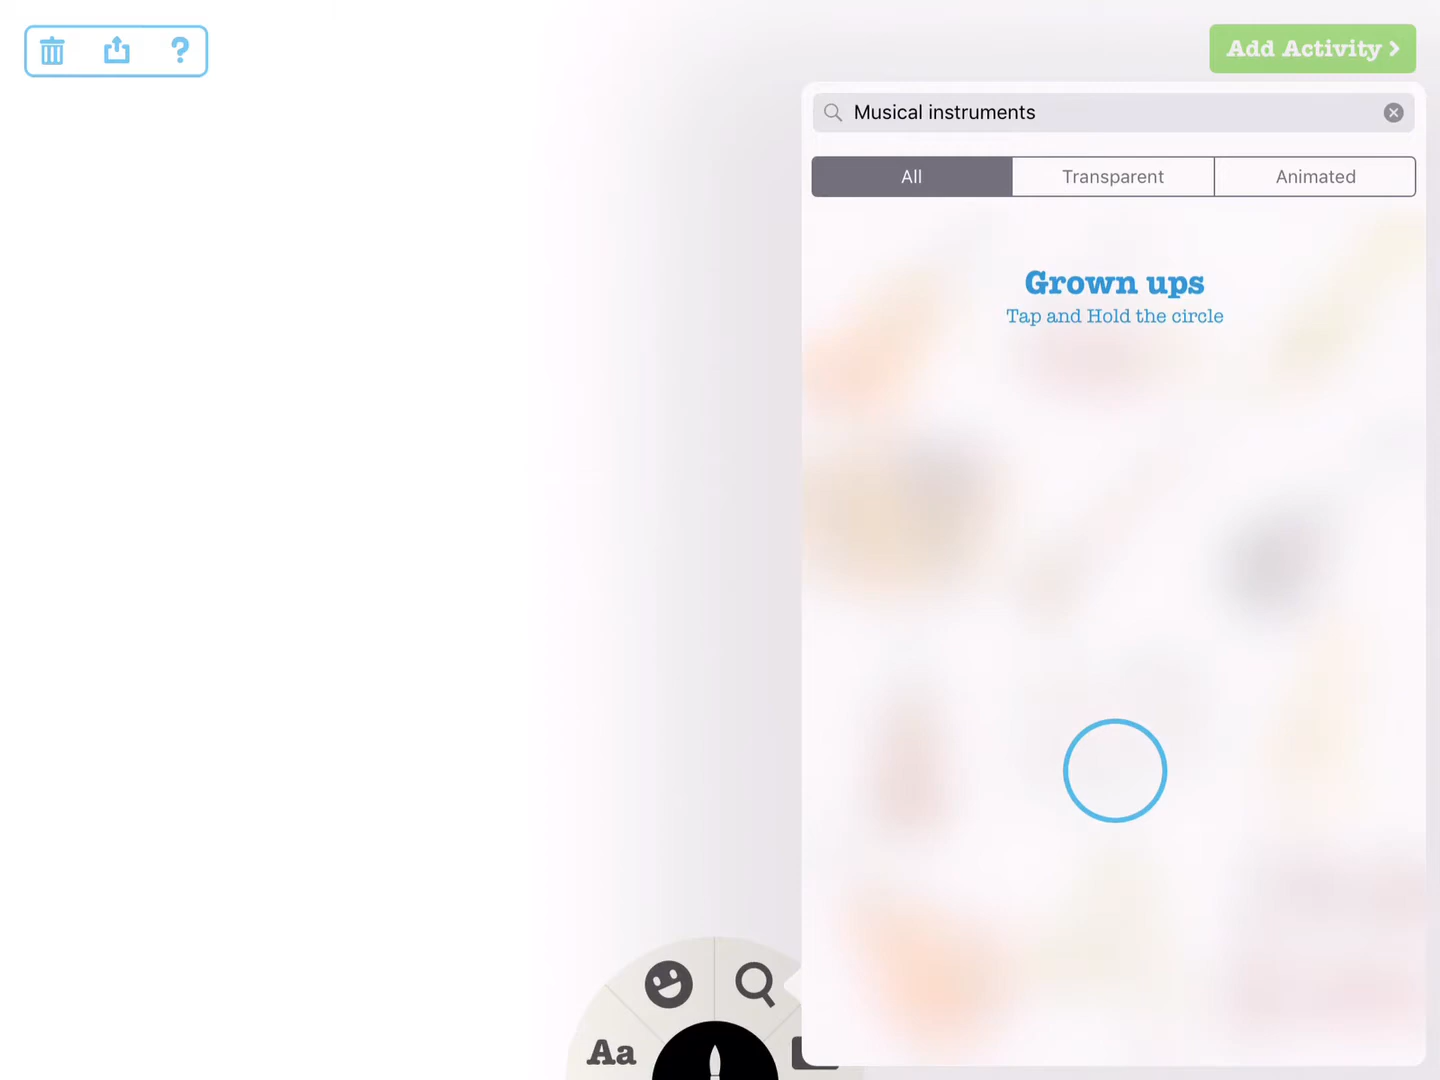 ?
Add Activity >
Musical instruments
All
Transparent
Animated
Grown ups
Tap and Hold the circle
Aa